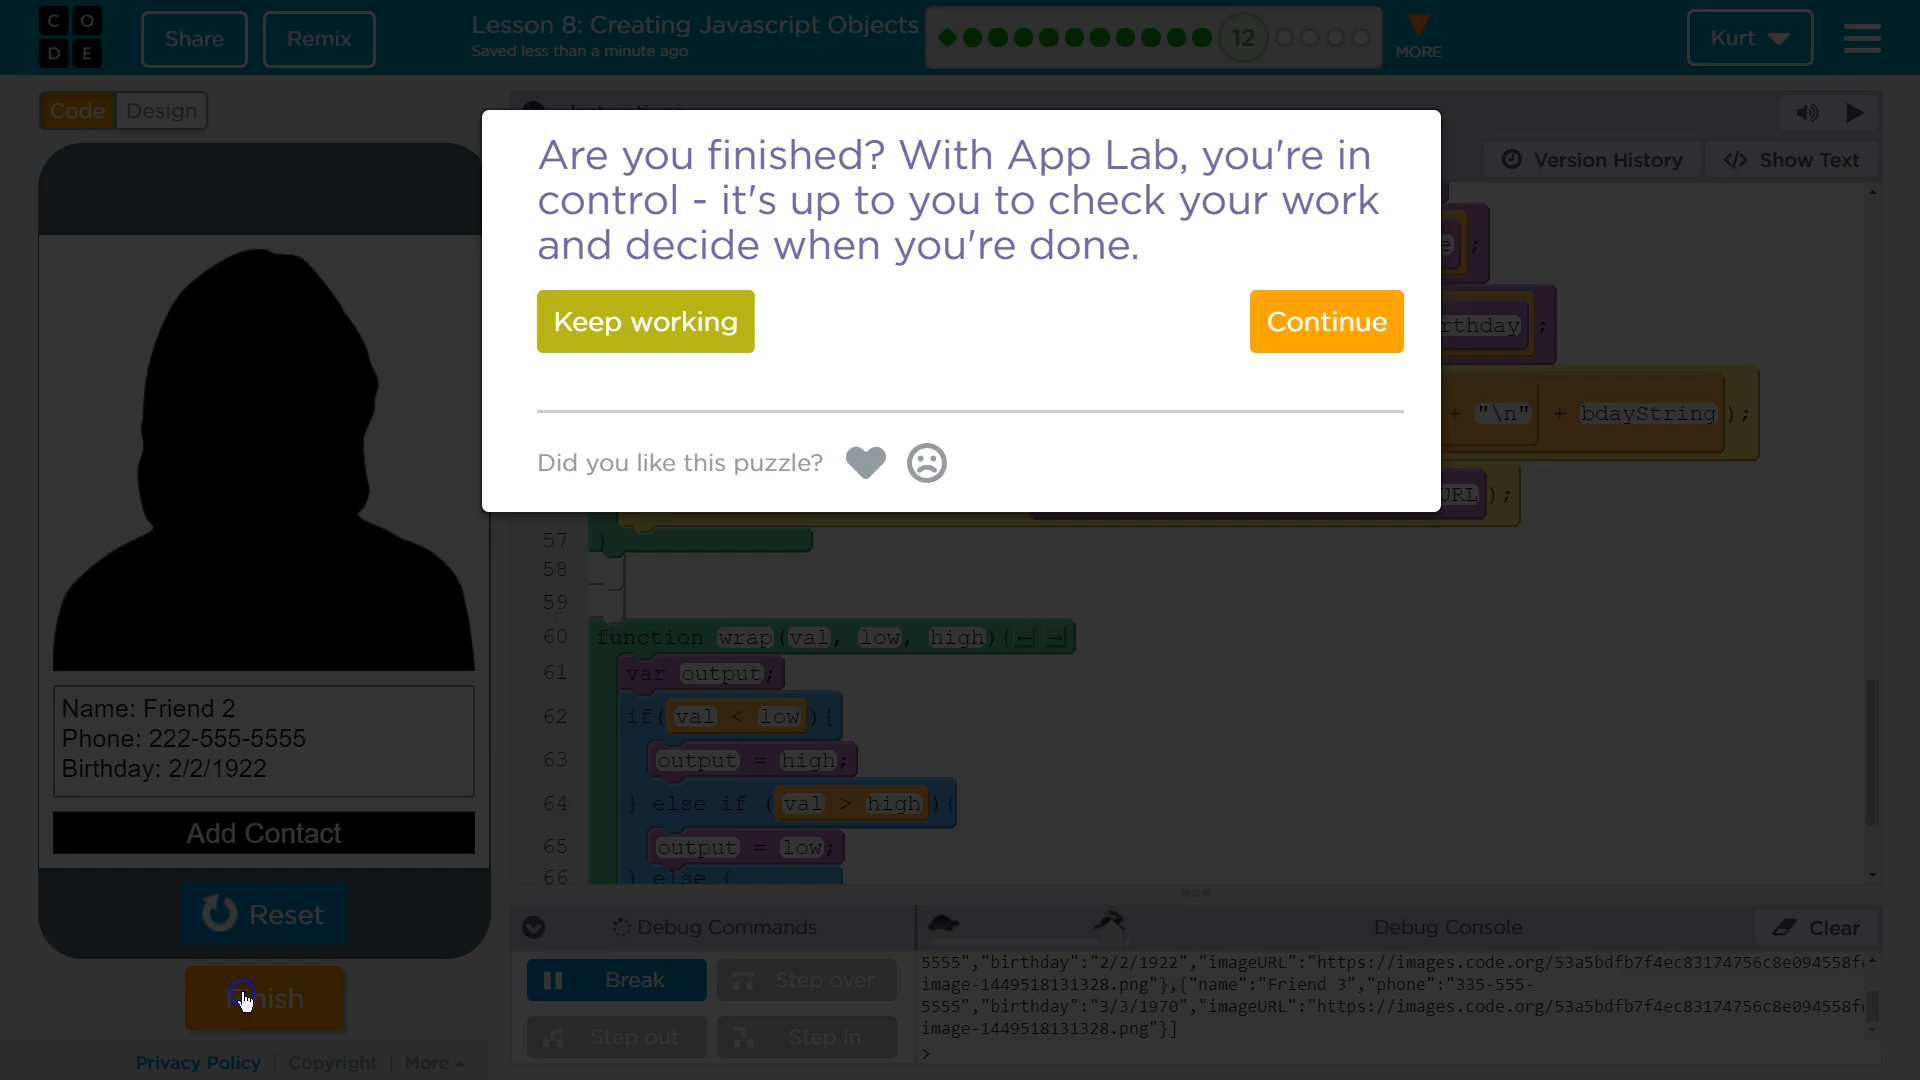 C O
D E
Share
Remix
Lesson 8: Creating Javascript Objects
Saved less than a minute ago
12
MORE
Kurt
Code
Design
Version History
</> Show Text
Are you finished? With App Lab, you're in
control - it's up to you to check your work
and decide when you're done.
Keep working
Continue
Did you like this puzzle?
;
rthday ;
+ "\n" + bdayString );
URL );
57 }
58
59
60 function wrap(val, low, high){
61 var output;
62 if( val < low ){
63 output = high;
64 } else if ( val > high ){
65 output = low;
66 } else {
Name: Friend 2
Phone: 222-555-5555
Birthday: 2/2/1922
Add Contact
Reset
Finish
Debug Commands
Break
Step over
Step out
Step in
Debug Console
Clear
5555","birthday":"2/2/1922","imageURL":"https://images.code.org/53a5bdfb7f4ec83174756c8e094558f
image-1449518131328.png"},{"name":"Friend 3","phone":"335-555-
5555","birthday":"3/3/1970","imageURL":"https://images.code.org/53a5bdfb7f4ec83174756c8e094558f
image-1449518131328.png"}]
>
Privacy Policy | Copyright | More